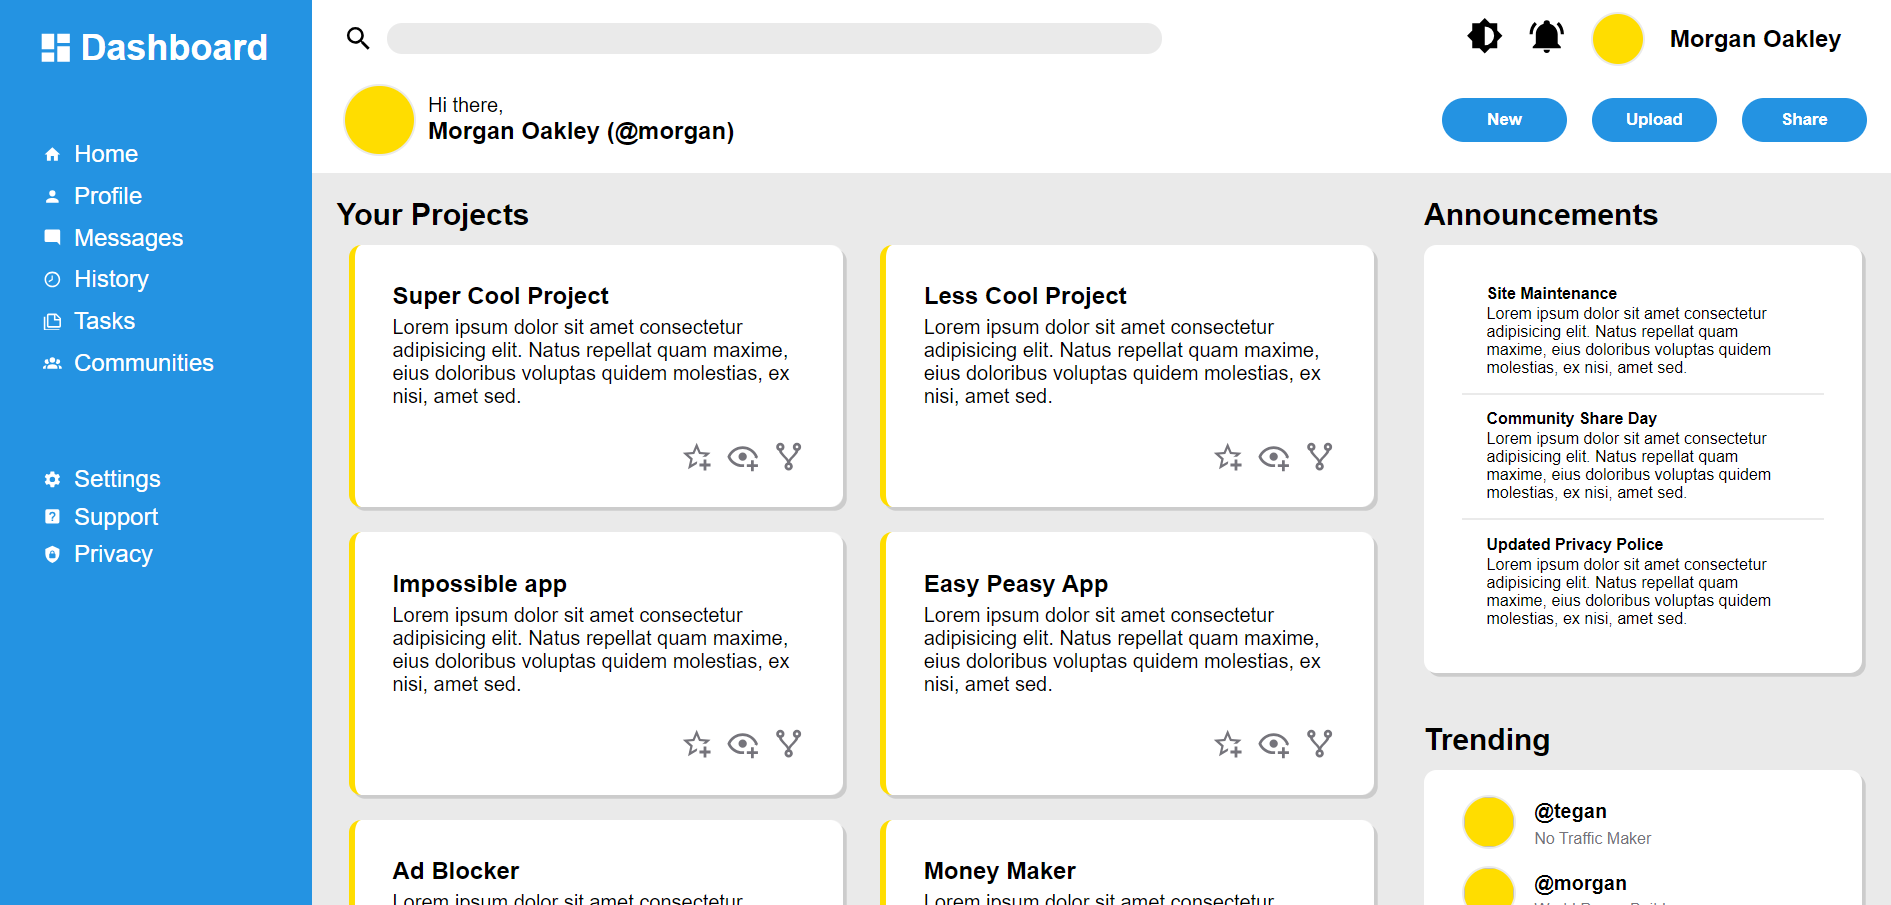 Dashboard
Home
Profile
Messages
History
Tasks
Communities
Settings
Support
Privacy
Morgan Oakley
Hi there,
Morgan Oakley (@morgan)
New
Upload
Share
Your Projects
Super Cool Project
Lorem ipsum dolor sit amet consectetur
adipisicing elit. Natus repellat quam maxime,
eius doloribus voluptas quidem molestias, ex
nisi, amet sed.
Less Cool Project
Lorem ipsum dolor sit amet consectetur
adipisicing elit. Natus repellat quam maxime,
eius doloribus voluptas quidem molestias, ex
nisi, amet sed.
Impossible app
Lorem ipsum dolor sit amet consectetur
adipisicing elit. Natus repellat quam maxime,
eius doloribus voluptas quidem molestias, ex
nisi, amet sed.
Easy Peasy App
Lorem ipsum dolor sit amet consectetur
adipisicing elit. Natus repellat quam maxime,
eius doloribus voluptas quidem molestias, ex
nisi, amet sed.
Ad Blocker
Lorem ipsum dolor sit amet consectetur
Money Maker
Lorem ipsum dolor sit amet consectetur
Announcements
Site Maintenance
Lorem ipsum dolor sit amet consectetur
adipisicing elit. Natus repellat quam
maxime, eius doloribus voluptas quidem
molestias, ex nisi, amet sed.
Community Share Day
Lorem ipsum dolor sit amet consectetur
adipisicing elit. Natus repellat quam
maxime, eius doloribus voluptas quidem
molestias, ex nisi, amet sed.
Updated Privacy Police
Lorem ipsum dolor sit amet consectetur
adipisicing elit. Natus repellat quam
maxime, eius doloribus voluptas quidem
molestias, ex nisi, amet sed.
Trending
@tegan
No Traffic Maker
@morgan